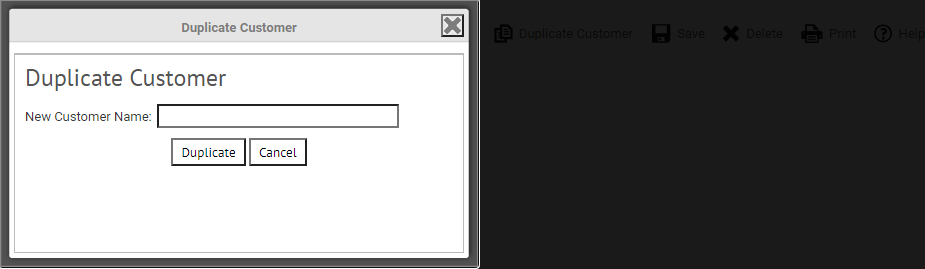 Duplicate Customer
Duplicate Customer Save Delete Print Help
Duplicate Customer
New Customer Name:
Duplicate Cancel